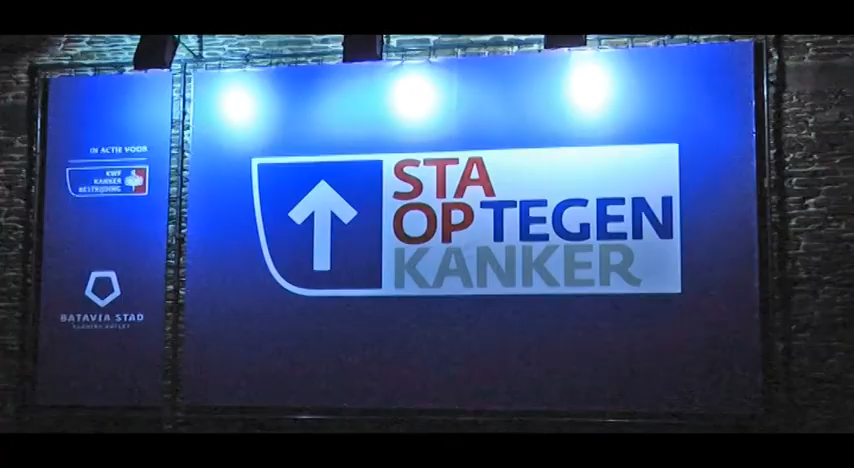 IN ACTIE VOOR
KWF
KANKER
BESTRIJDING
BATAVIA STAD
STA
OP TEGEN
KANKER